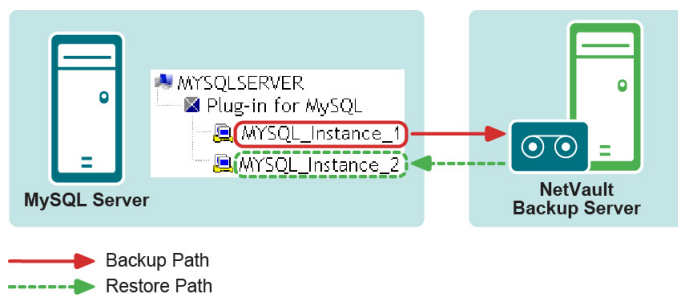 MYSQLSERVER
Plug-in for MySQL
MYSQL_Instance_1
MYSQL_Instance_2
MySQL Server
NetVault
Backup Server
Backup Path
Restore Path